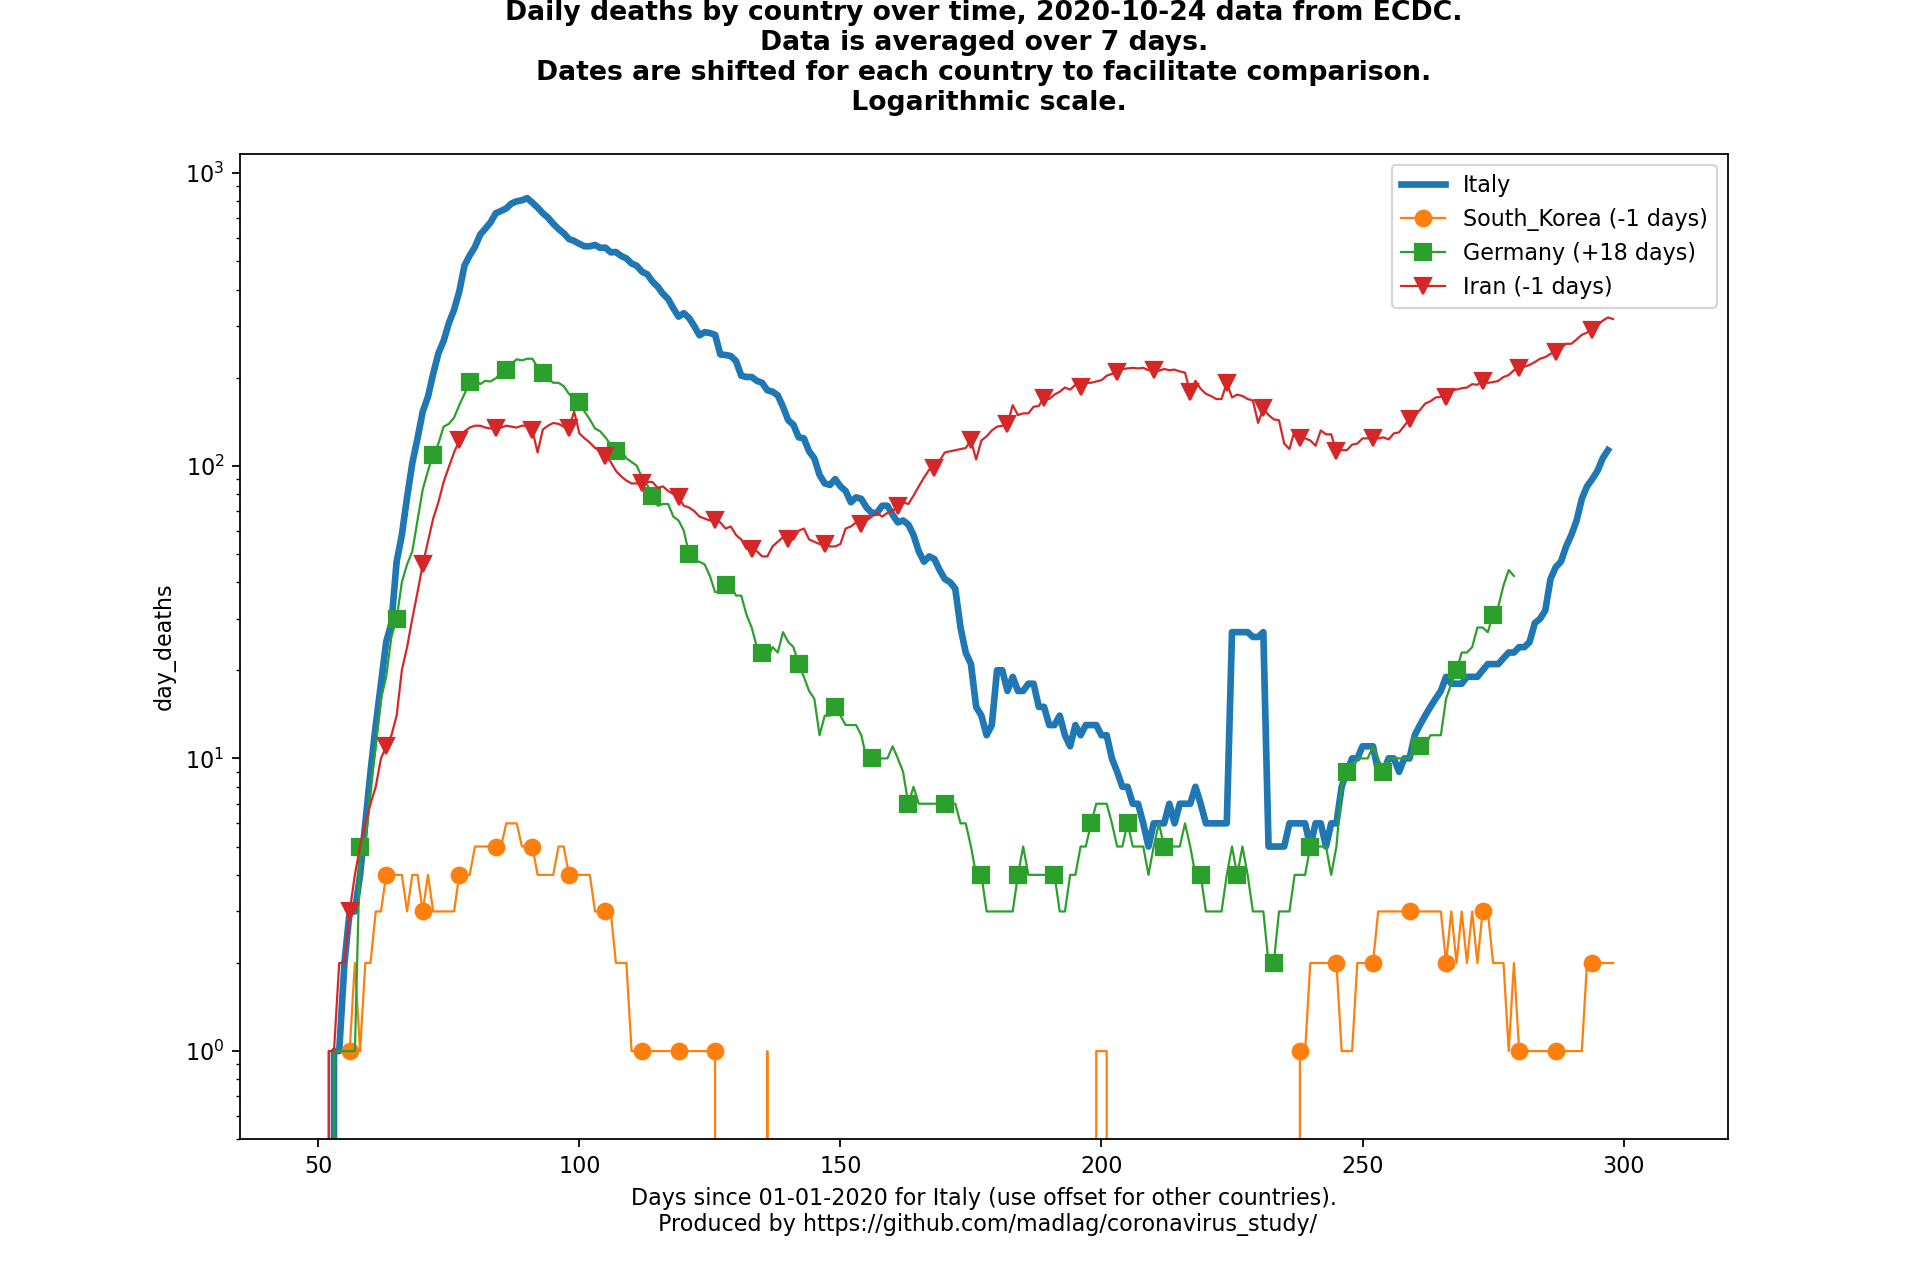 Daily deaths by country over time, 2020-10-24 data from ECDC.
Data is averaged over 7 days.
Dates are shifted for each country to facilitate comparison.
Logarithmic scale.
10³
10²
10¹
10⁰
day_deaths
Italy
South_Korea (-1 days)
Germany (+18 days)
Iran (-1 days)
50 100 150 200 250 300
Days since 01-01-2020 for Italy (use offset for other countries).
Produced by https://github.com/madlag/coronavirus_study/